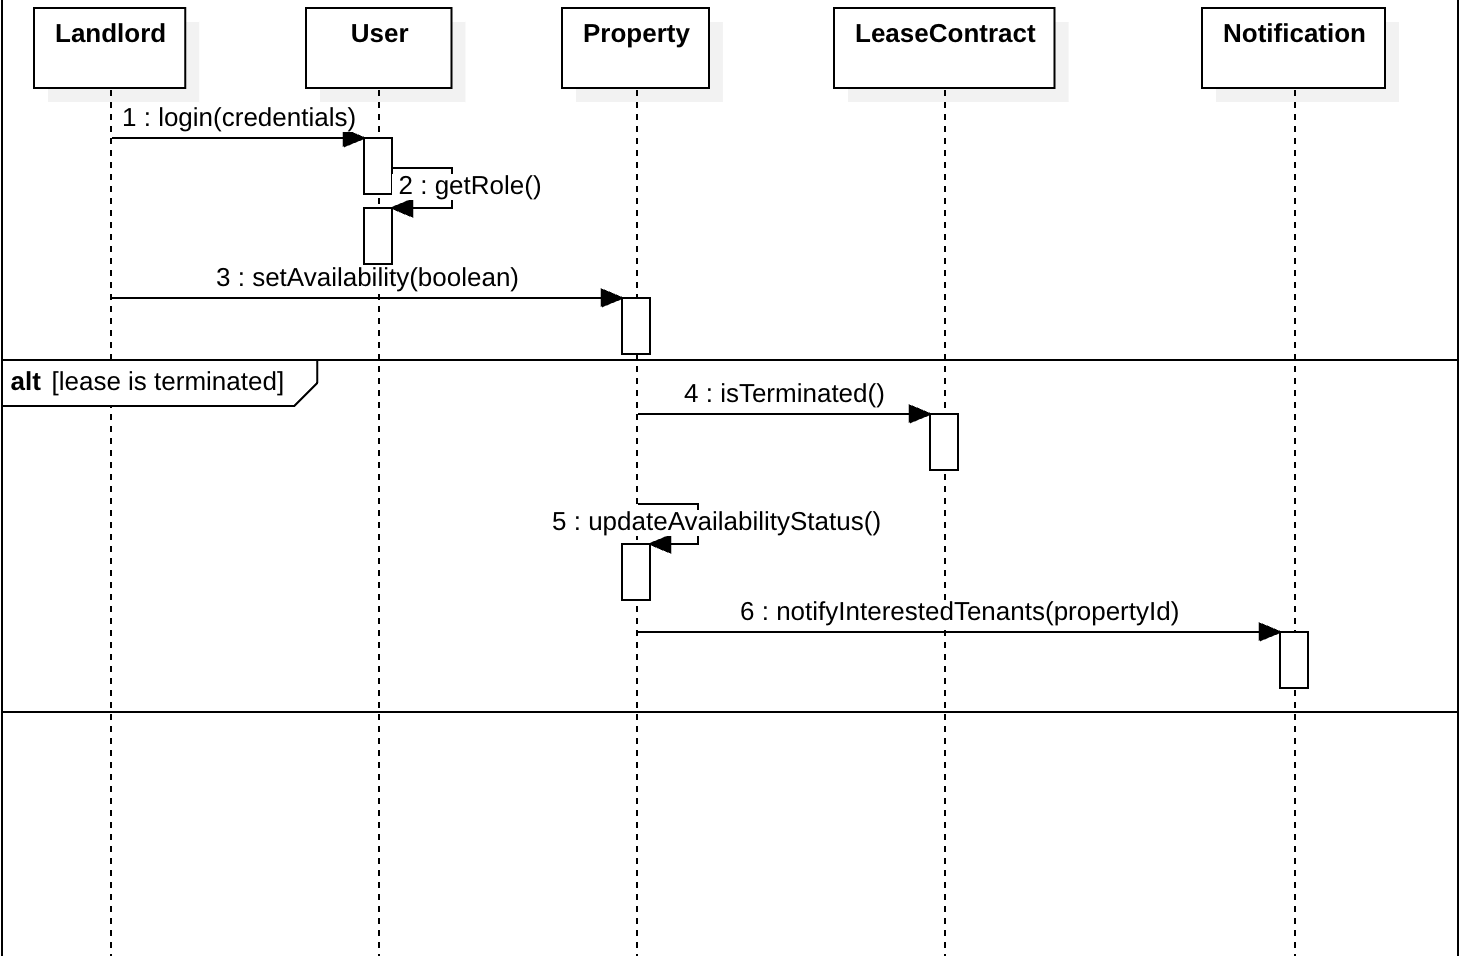 Landlord
User
Property
LeaseContract
Notification
1 : login(credentials)
2 : getRole()
3 : setAvailability(boolean)
alt [lease is terminated]
4 : isTerminated()
5 : updateAvailabilityStatus()
6 : notifyInterestedTenants(propertyId)